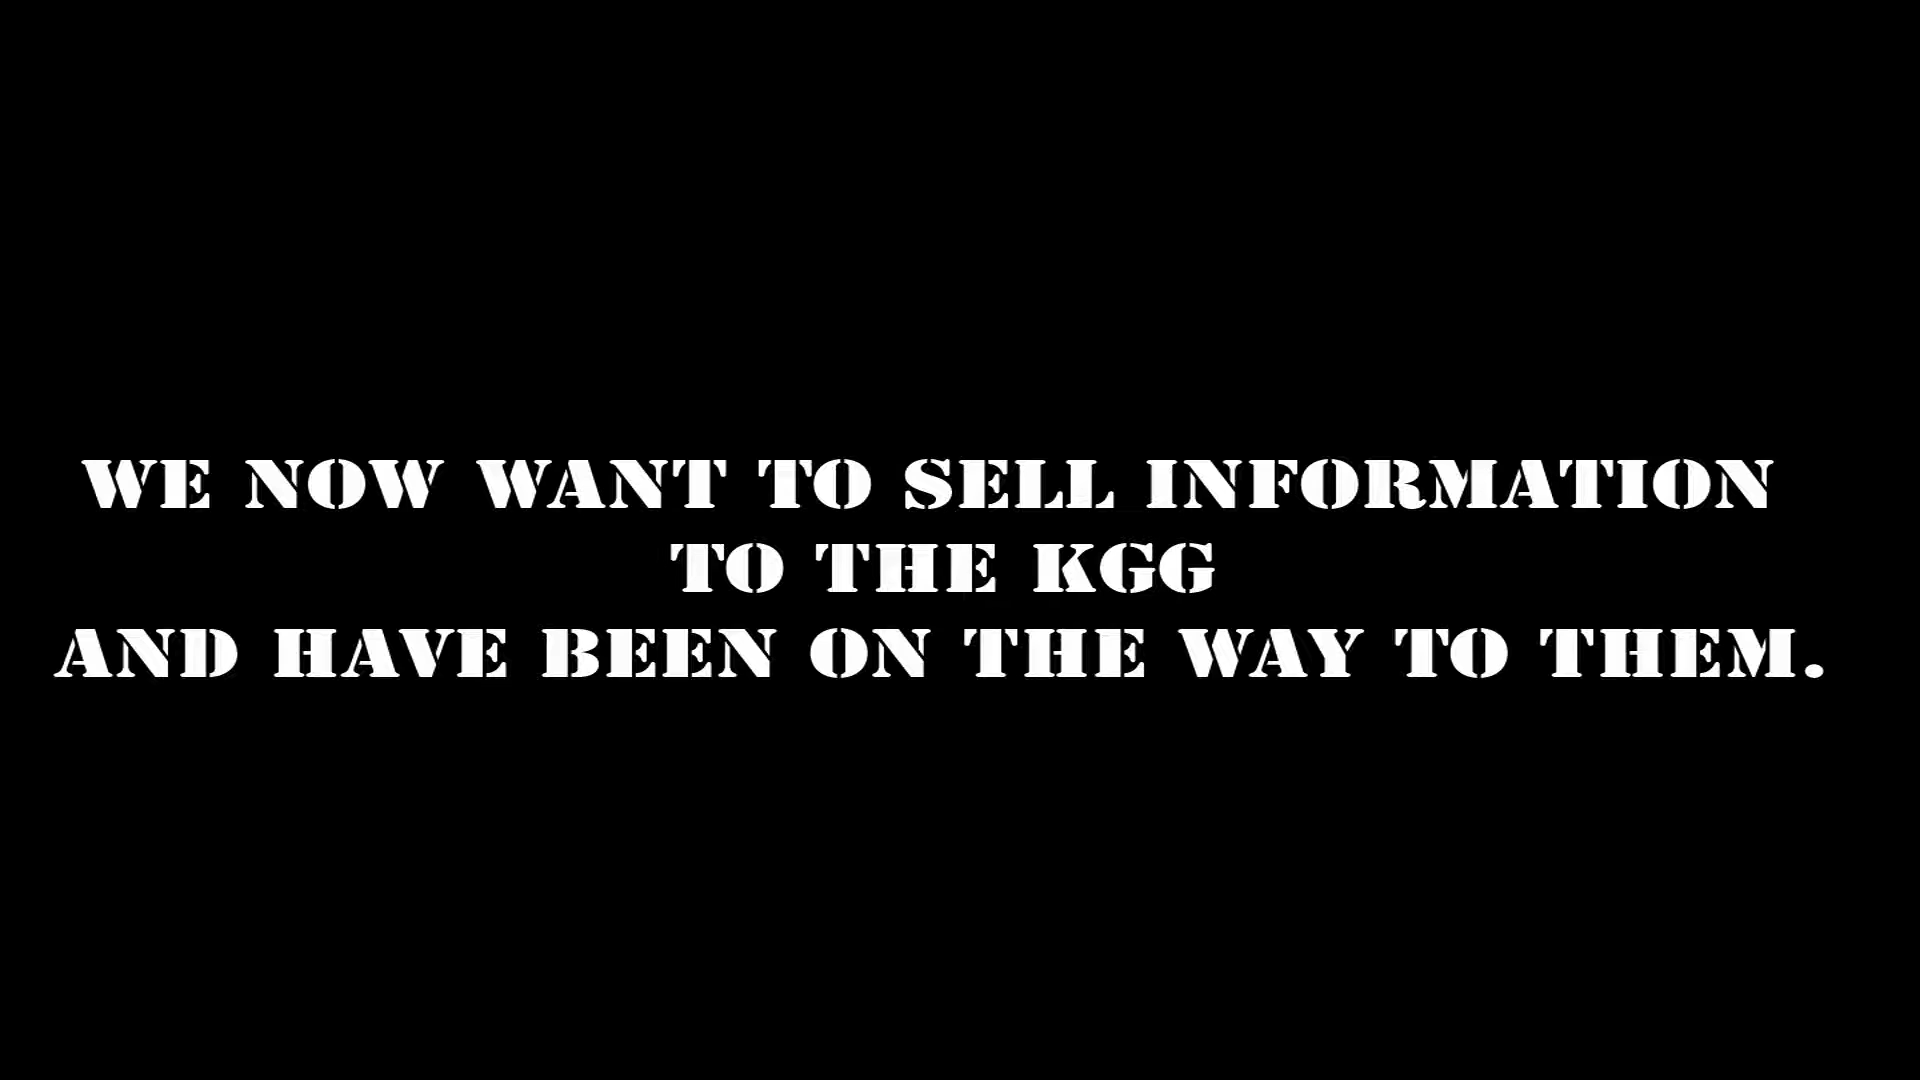 WE NOW WANT TO SELL INFORMATION
TO THE KGG
AND HAVE BEEN ON THE WAY TO THEM.